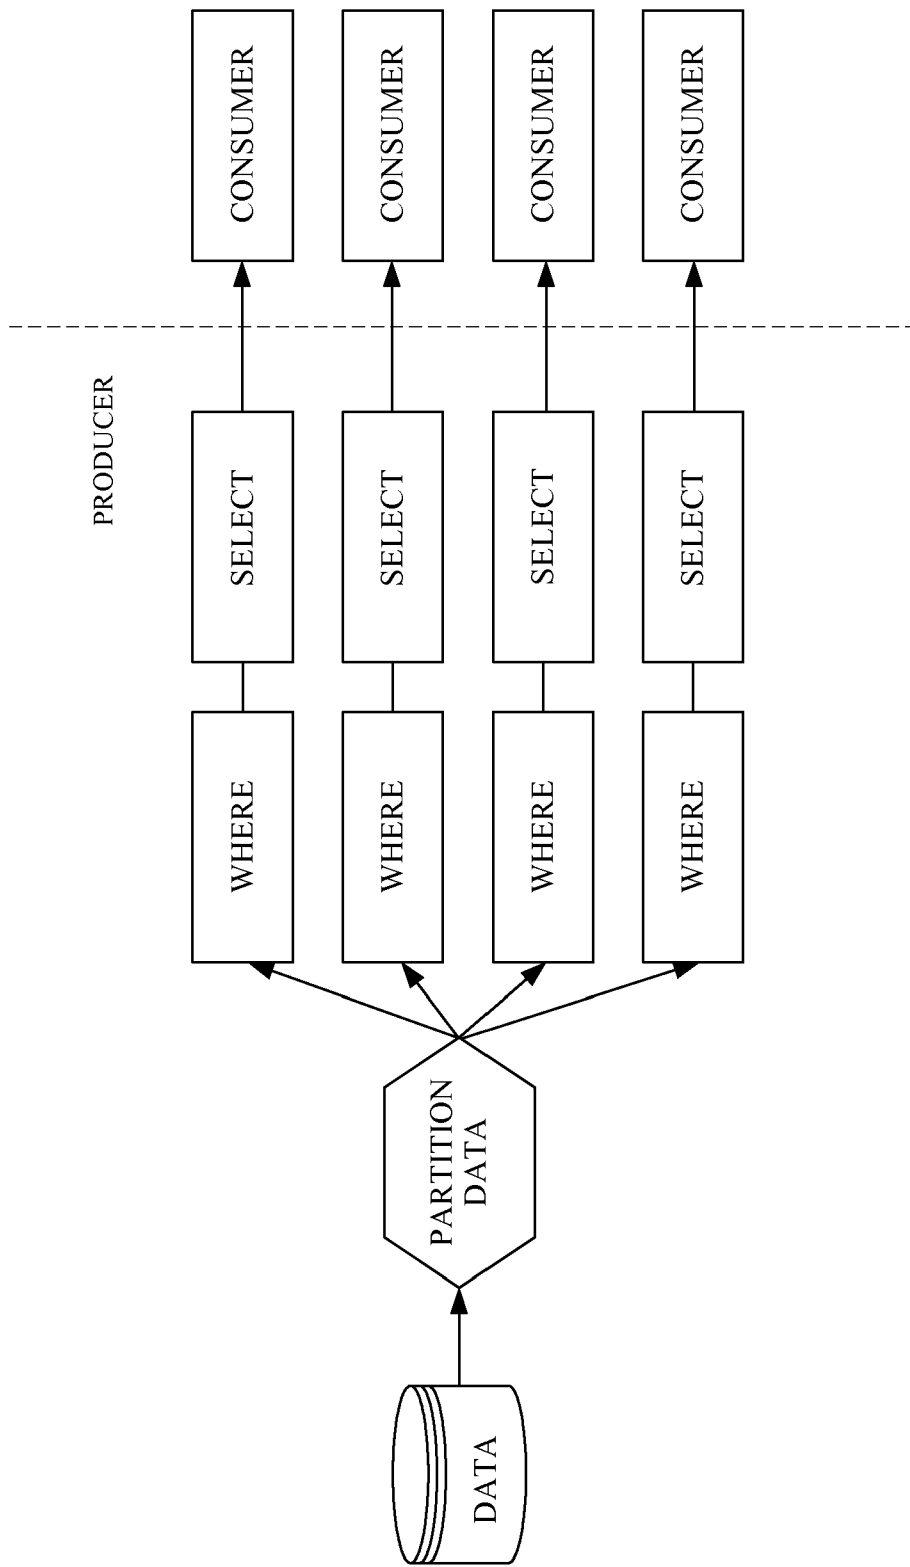 PRODUCER
DATA
PARTITION
DATA
WHERE
SELECT
CONSUMER
WHERE
SELECT
CONSUMER
WHERE
SELECT
CONSUMER
WHERE
SELECT
CONSUMER